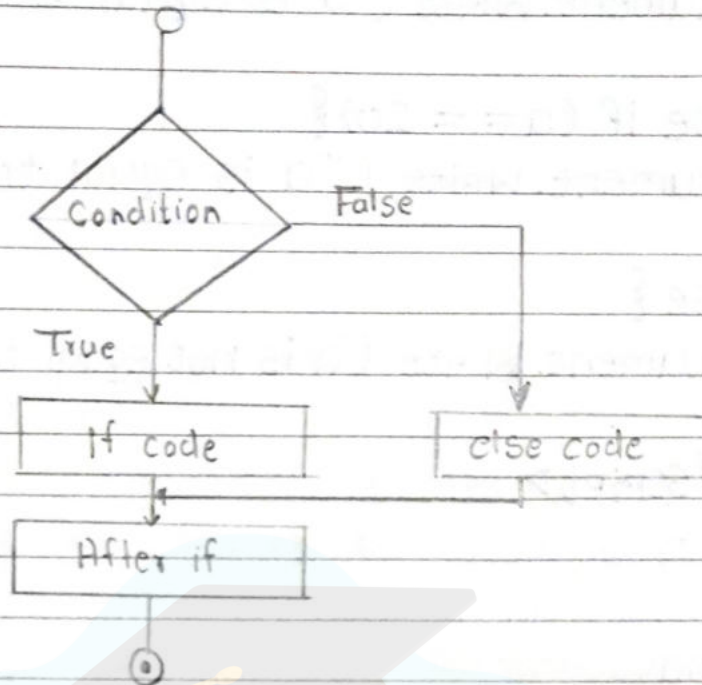 Condition
False
True
if code
else code
After if